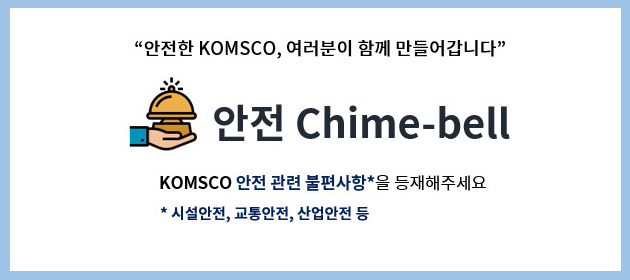 “안전한 KOMSCO, 여러분이 함께 만들어갑니다”
안전 Chime-bell
KOMSCO 안전 관련 불편사항*을 등재해주세요
* 시설안전, 교통안전, 산업안전 등